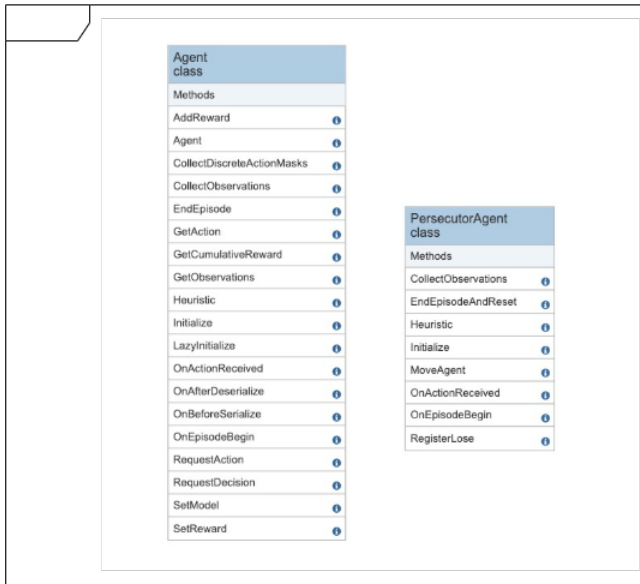 Agent
class
Methods
AddReward
Agent
CollectDiscreteActionMasks
CollectObservations
EndEpisode
GetAction
GetCumulativeReward
GetObservations
Heuristic
Initialize
LazyInitialize
OnActionReceived
OnAfterDeserialize
OnBeforeSerialize
OnEpisodeBegin
RequestAction
RequestDecision
SetModel
SetReward
PersecutorAgent
class
Methods
CollectObservations
EndEpisodeAndReset
Heuristic
Initialize
MoveAgent
OnActionReceived
OnEpisodeBegin
RegisterLose